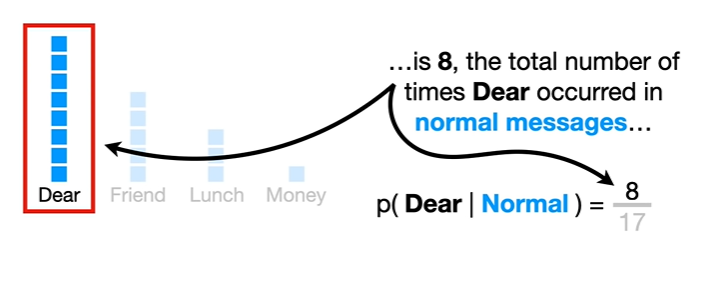 …is 8, the total number of
times Dear occurred in
normal messages…
Dear Friend Lunch Money
p( Dear | Normal ) = 8
17